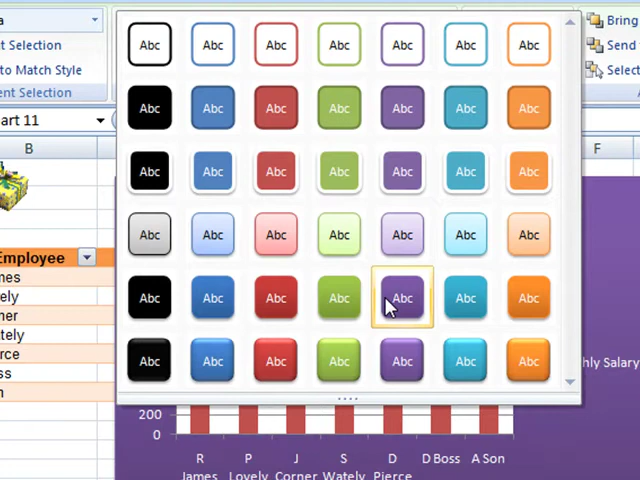 a
t Selection
to Match Style
ent Selection
art 11
Abc Abc Abc Abc Abc Abc Abc
Abc Abc Abc Abc Abc Abc Abc
Abc Abc Abc Abc Abc Abc Abc
Abc Abc Abc Abc Abc Abc Abc
Abc Abc Abc Abc Abc Abc Abc
Abc Abc Abc Abc Abc Abc Abc
Bring
Send
Select
B
F
Employee
mes
ely
ner
tely
rce
ss
n
hly Salary
200
0
R James
P Lovely
J Corner
S Wately
D Pierce
D Boss
A Son